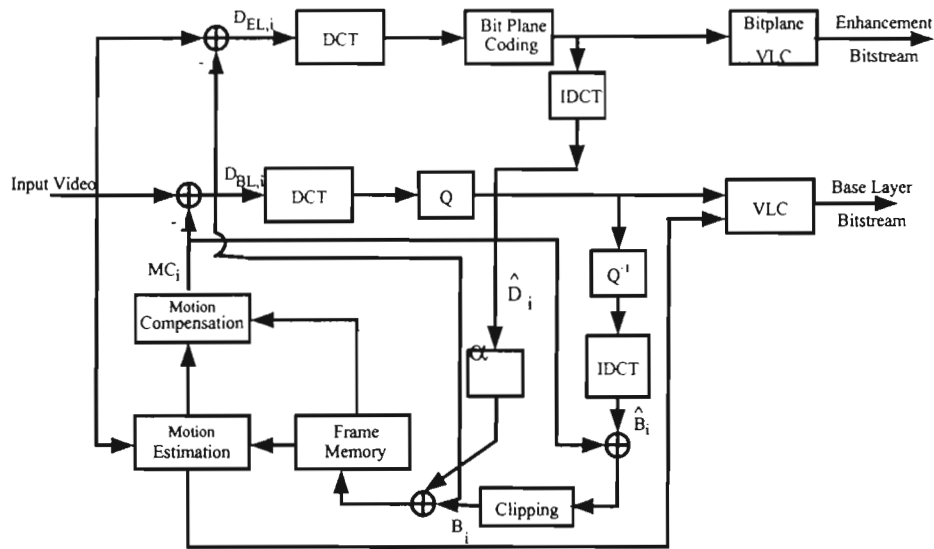 D_EL,i
DCT
Bit Plane
Coding
Bitplane
VLC
Enhancement
Bitstream
IDCT
Input Video
D_BL,i
DCT
Q
VLC
Base Layer
Bitstream
-
-
MC_i
Motion
Compensation
D̂_i
Q⁻¹
α
IDCT
B̂_i
Motion
Estimation
Frame
Memory
B_i
Clipping